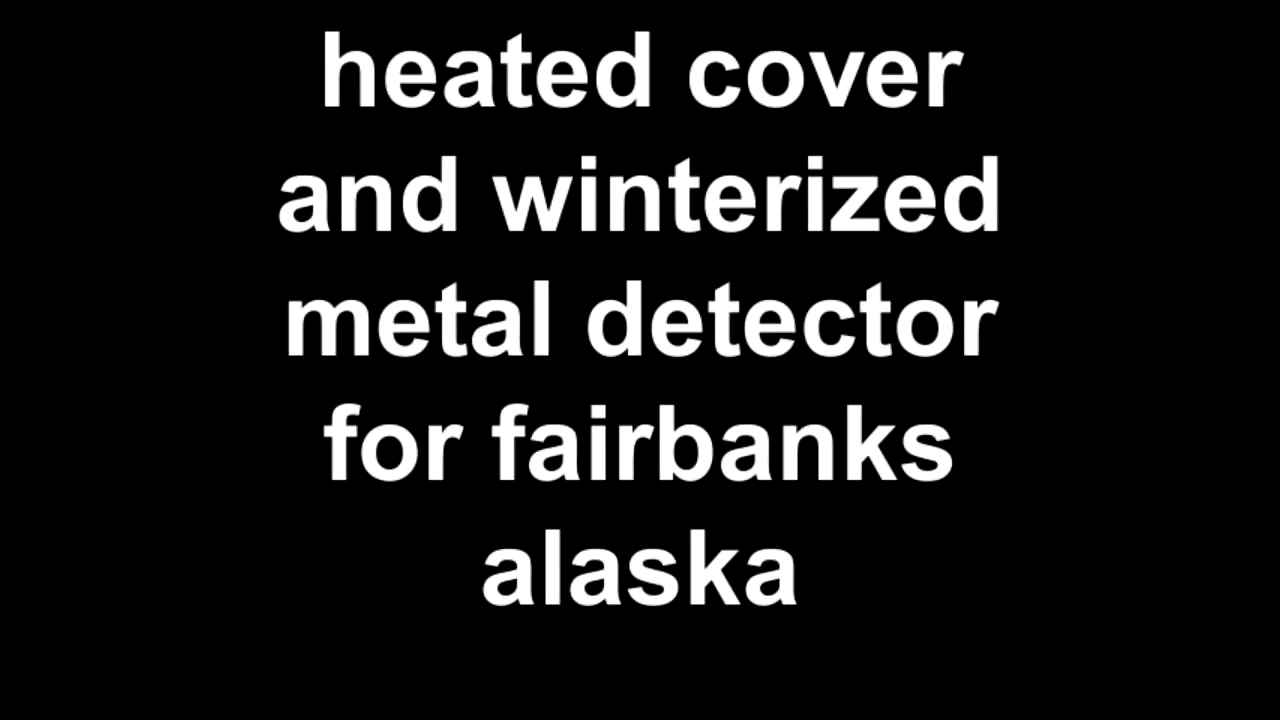 heated cover
and winterized
metal detector
for fairbanks
alaska